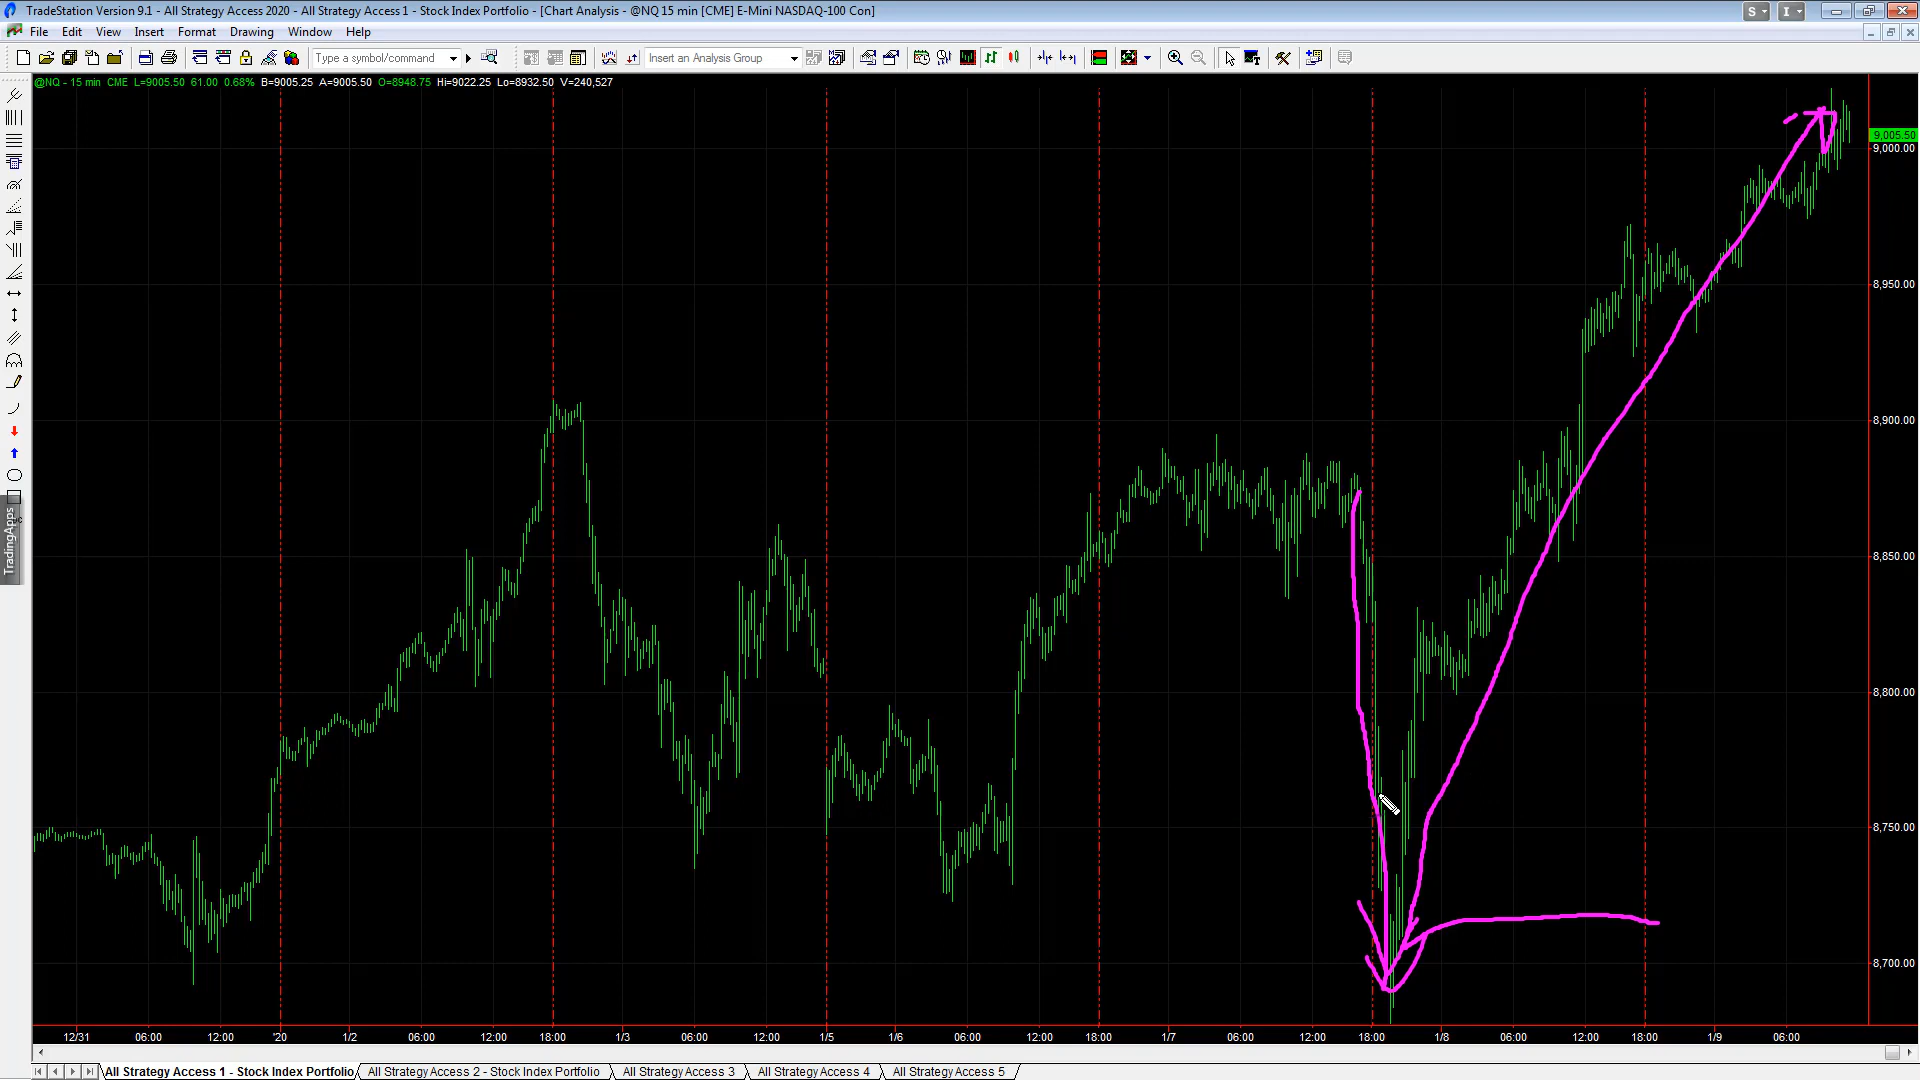 TradeStation Version 9.1 - All Strategy Access 2020 - All Strategy Access 1 - Stock Index Portfolio - [Chart Analysis - @NQ 15 min [CME] E-Mini NASDAQ-100 Con]
S I
File Edit View Insert Format Drawing Window Help
Type a symbol/command Insert an Analysis Group
@NQ - 15 min CME L=9005.50 61.00 0.68% B=9005.25 A=9005.50 O=8948.75 Hi=9022.25 Lo=8932.50 V=240,527
9,005.50
9,000.00
8,950.00
8,900.00
8,850.00
8,800.00
8,750.00
8,700.00
TradingApps
12/31 06:00 12:00 '20 1/2 06:00 12:00 18:00 1/3 06:00 12:00 1/5 1/6 06:00 12:00 18:00 1/7 06:00 12:00 18:00 1/8 06:00 12:00 18:00 1/9 06:00
All Strategy Access 1 - Stock Index Portfolio All Strategy Access 2 - Stock Index Portfolio All Strategy Access 3 All Strategy Access 4 All Strategy Access 5